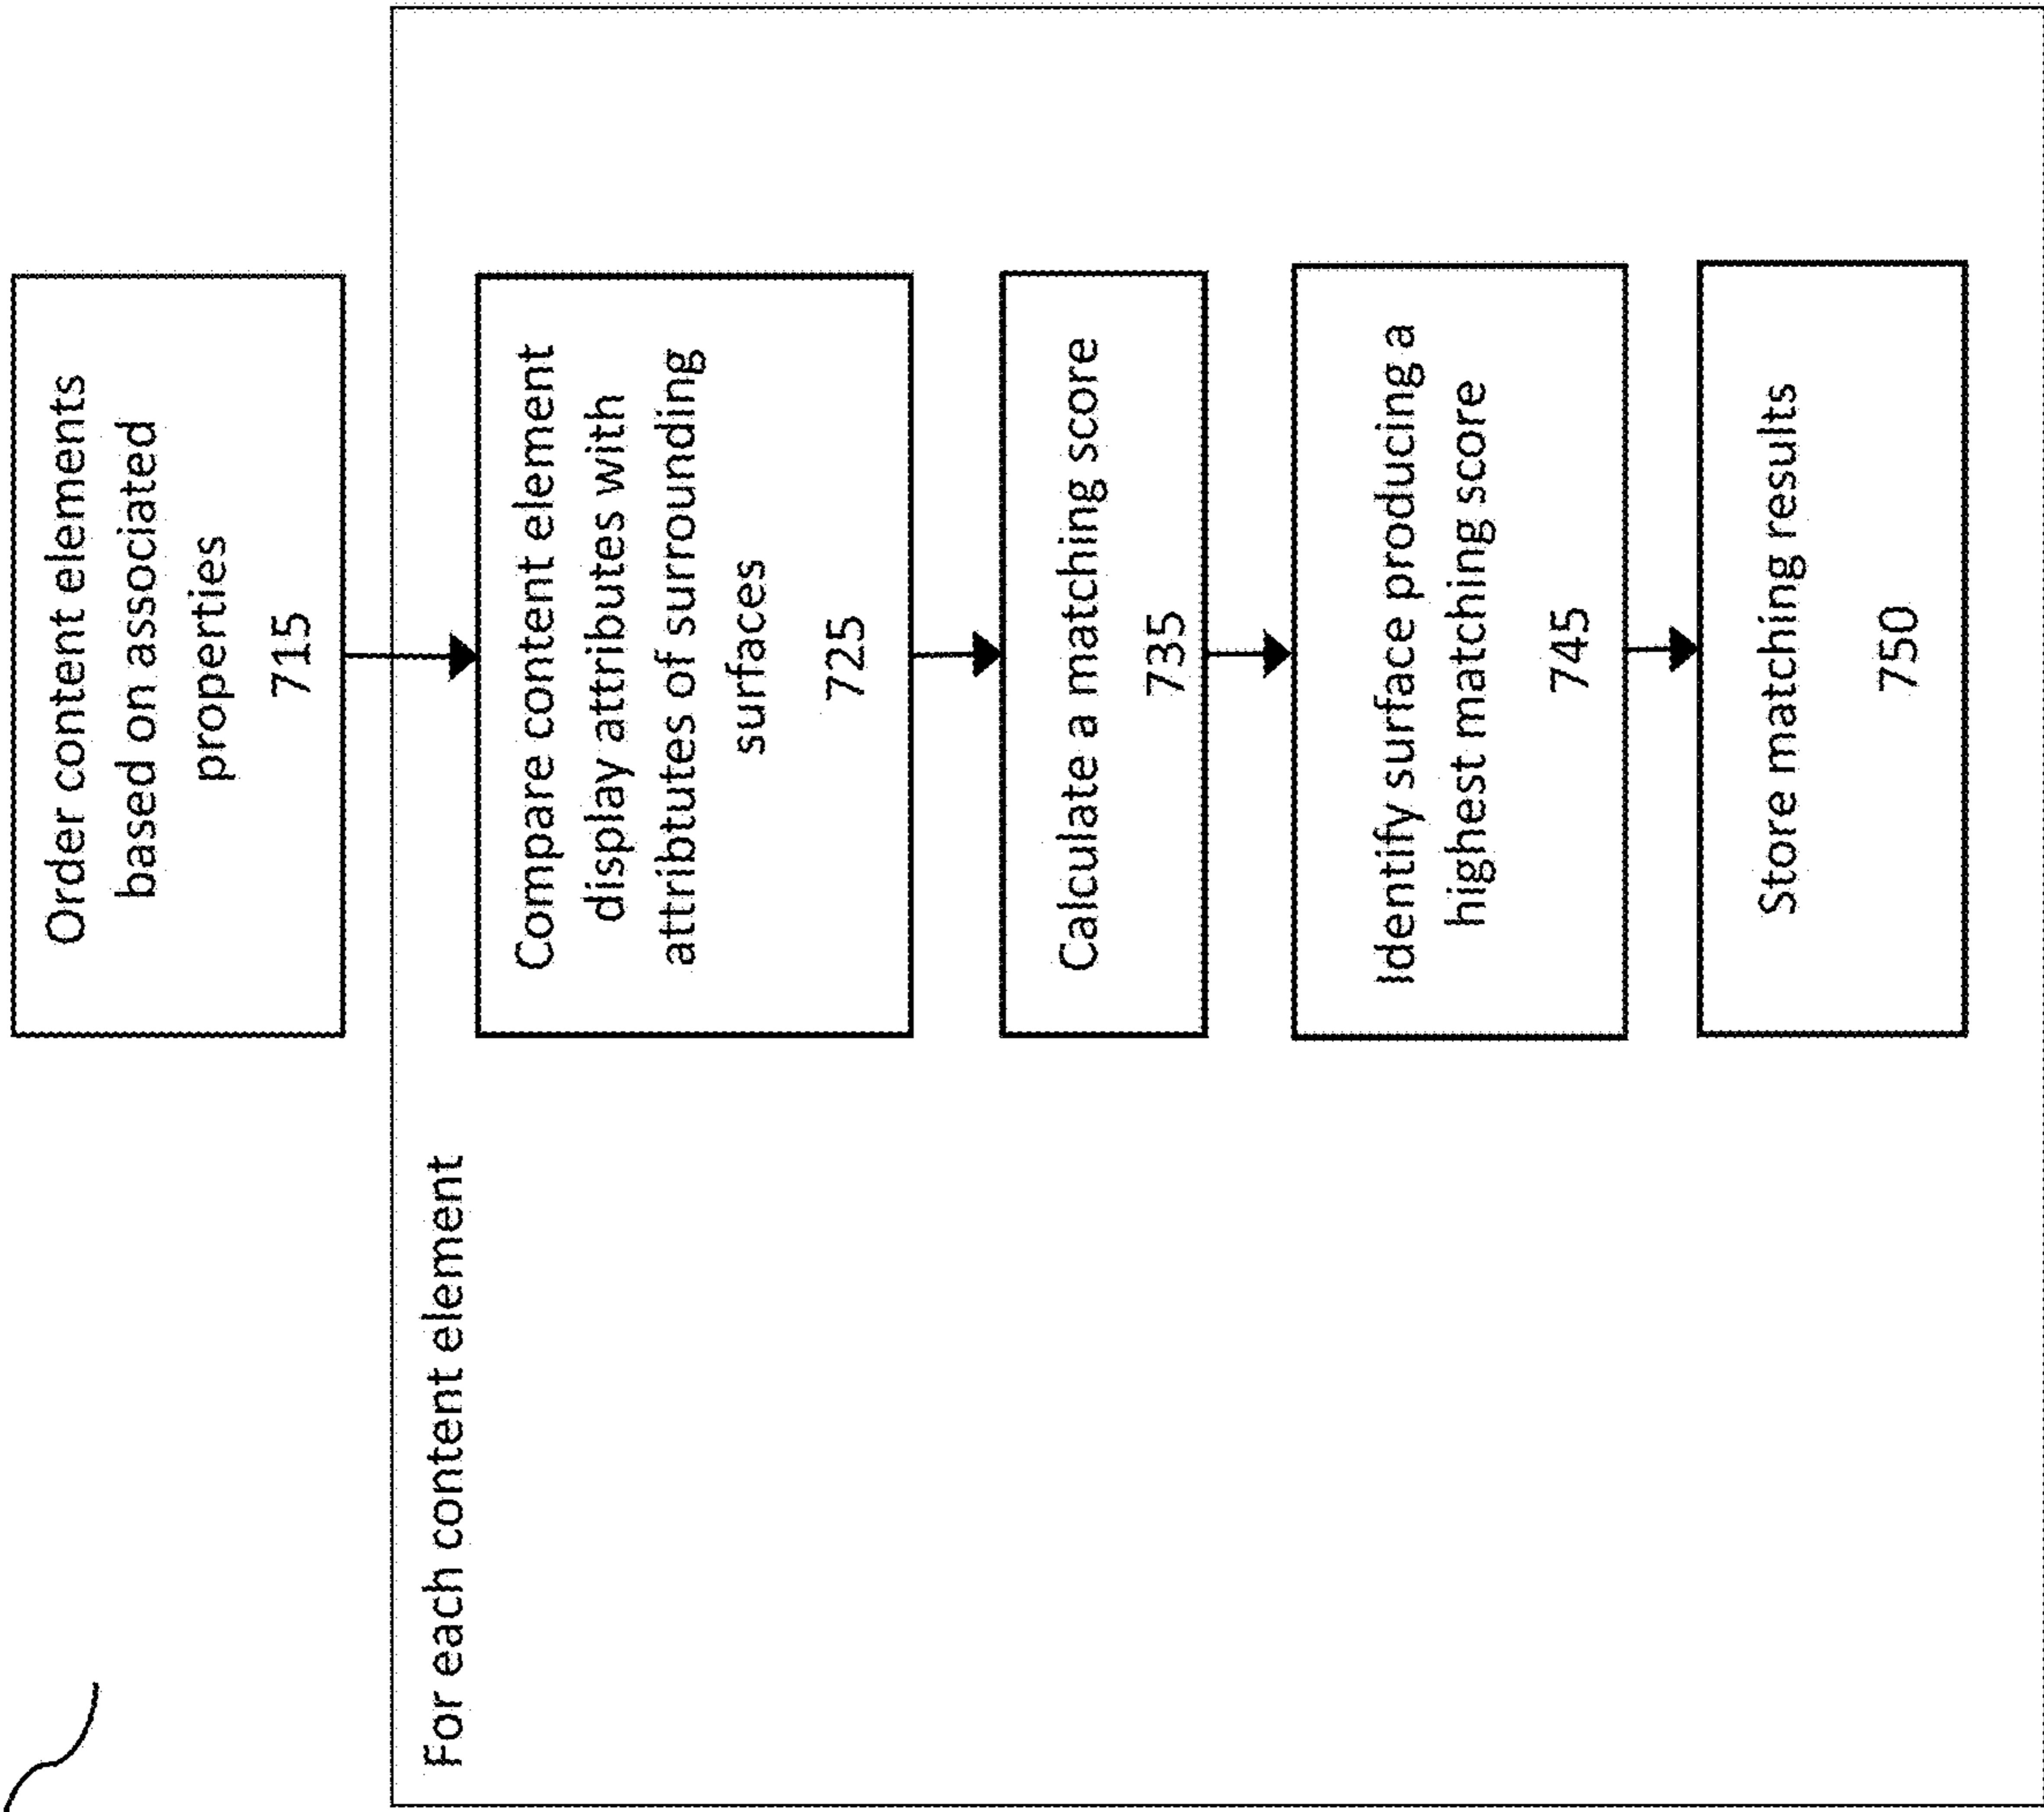 Order content elements
based on associated
properties
715
For each content element
Compare content element
display attributes with
attribtutes of surrounding
surfaces
725
Calculate a matching score
735
Identify surface producing a
highest matching score
745
Store matching results
750